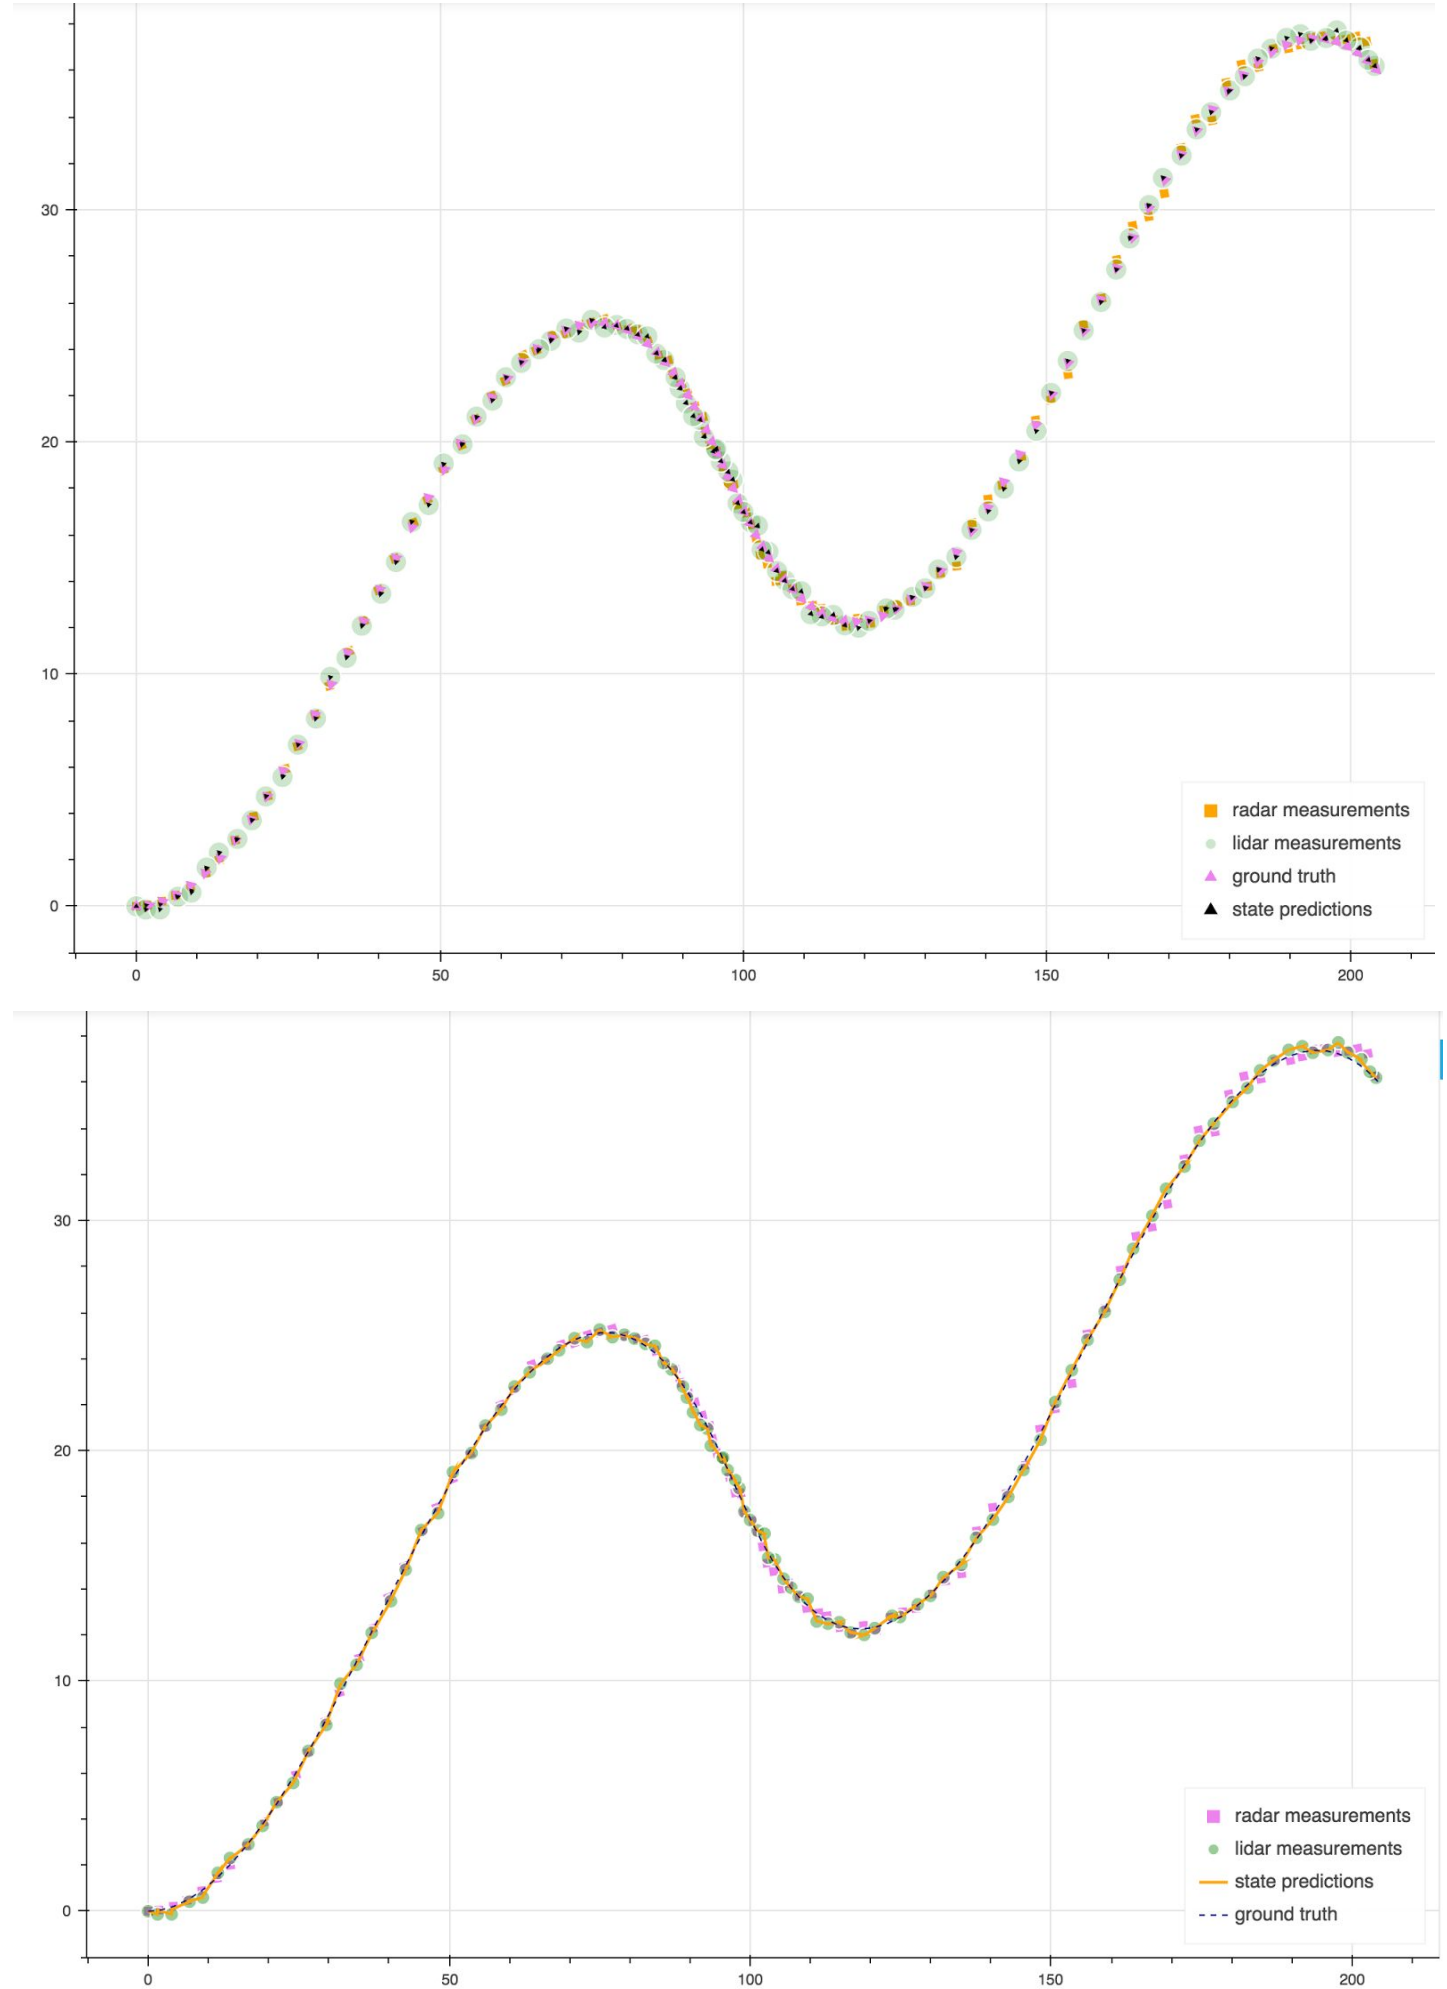 30
20
10
0
radar measurements
lidar measurements
ground truth
state predictions
0 50 100 150 200
30
20
10
0
radar measurements
lidar measurements
state predictions
ground truth
0 50 100 150 200